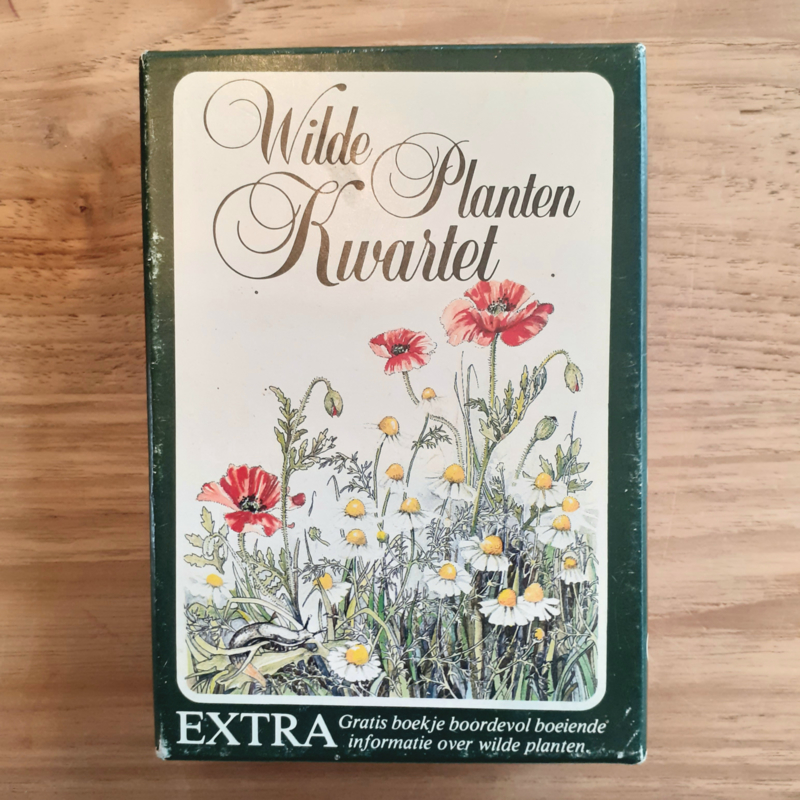 Wilde Planten
Kwartet
EXTRA Gratis boekje boordevol boeiende
informatie over wilde planten.